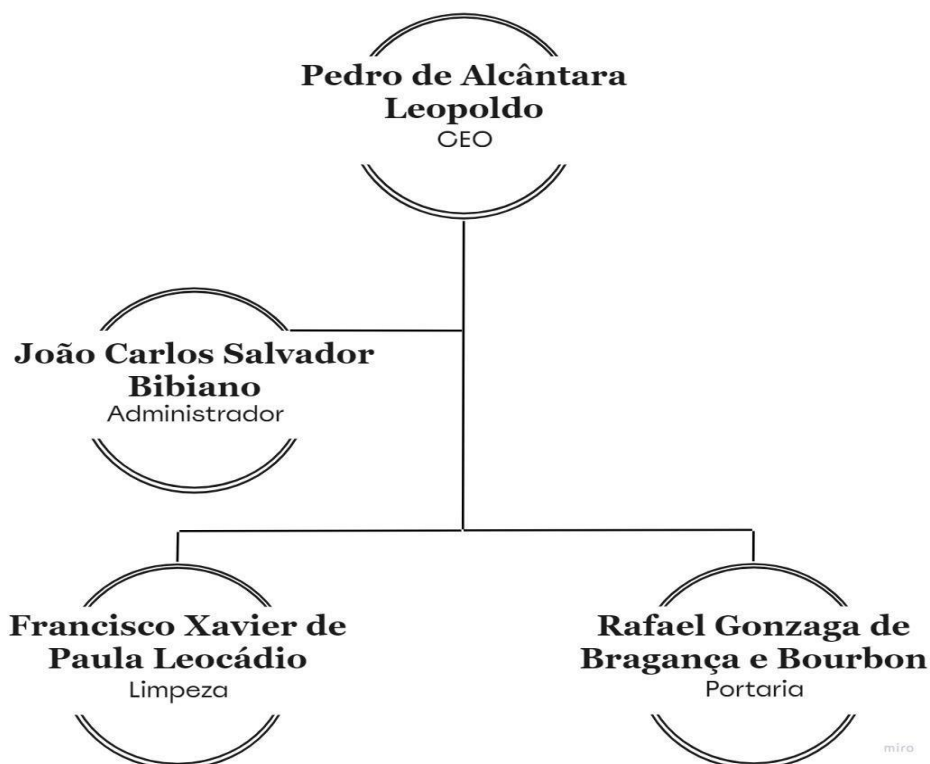 Pedro de Alcântara
Leopoldo
CEO
João Carlos Salvador
Bibiano
Administrador
Francisco Xavier de
Paula Leocádio
Limpeza
Rafael Gonzaga de
Bragança e Bourbon
Portaria
miro